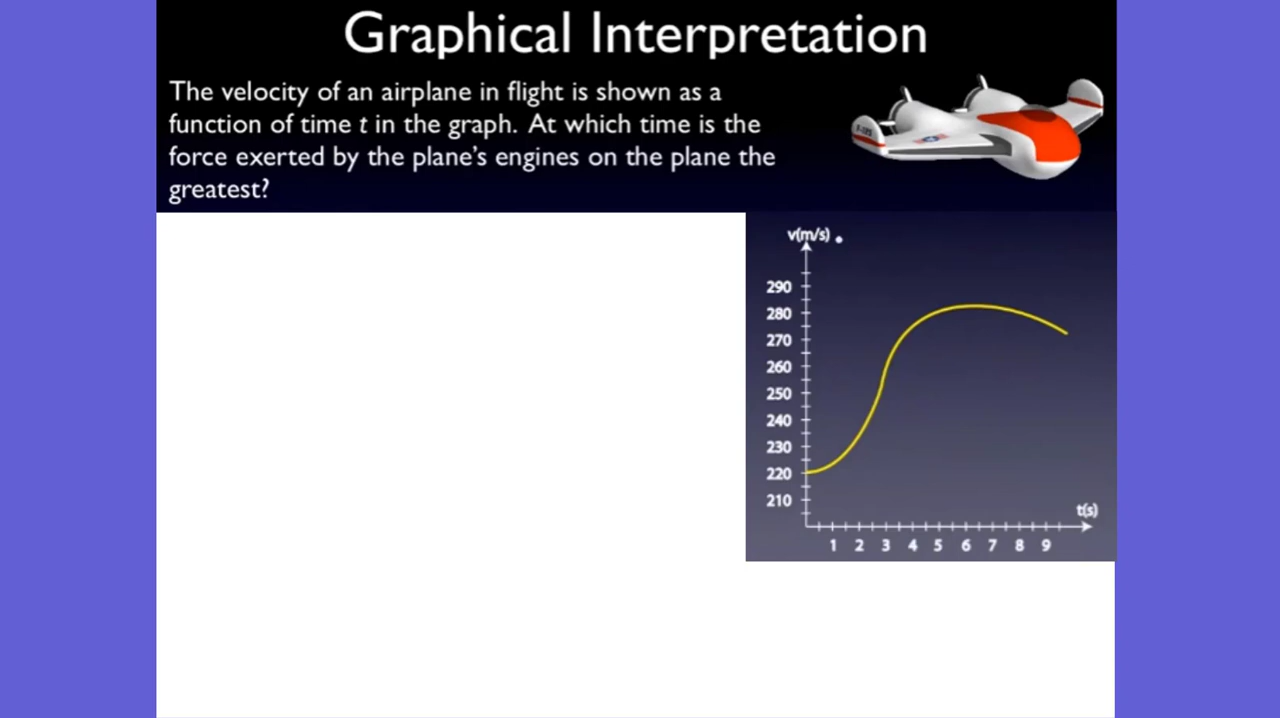 Graphical Interpretation
The velocity of an airplane in flight is shown as a
function of time t in the graph. At which time is the
force exerted by the plane's engines on the plane the
greatest?
v(m/s)
290
280
270
260
250
240
230
220
210
t(s)
1 2 3 4 5 6 7 8 9